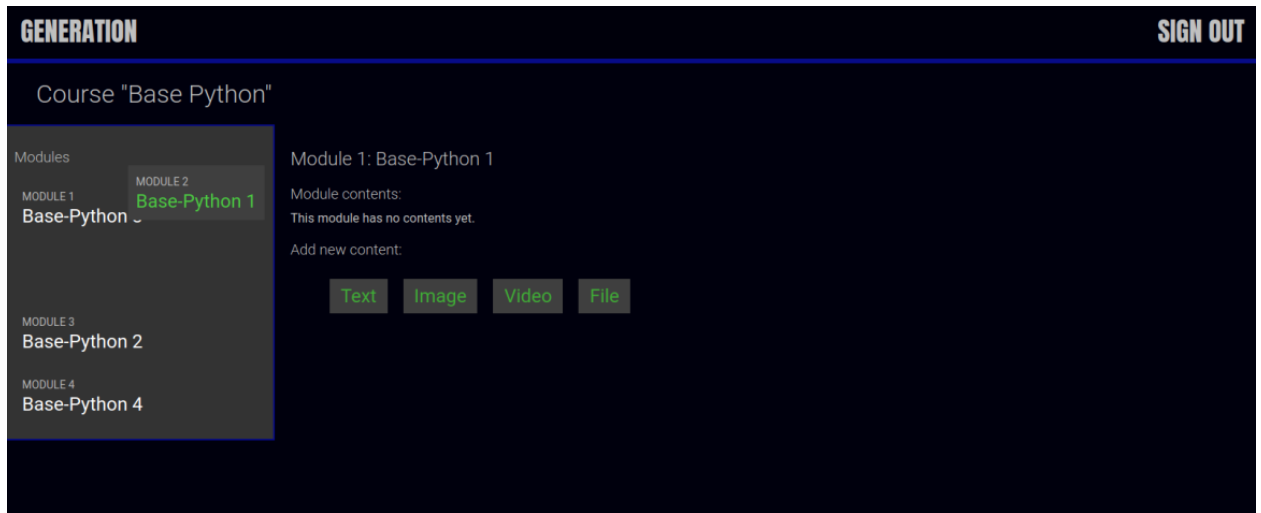 GENERATION
SIGN OUT
Course "Base Python"
Modules
MODULE 1
Base-Python
MODULE 2
Base-Python 1
MODULE 3
Base-Python 2
MODULE 4
Base-Python 4
Module 1: Base-Python 1
Module contents:
This module has no contents yet.
Add new content:
Text Image Video File